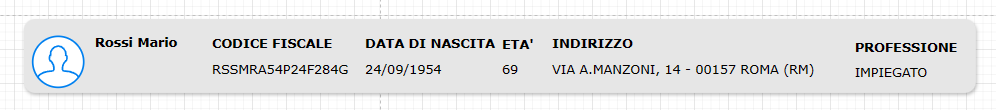 Rossi Mario
CODICE FISCALE DATA DI NASCITA ETA' INDIRIZZO PROFESSIONE
RSSMRA54P24F284G 24/09/1954 69 VIA A.MANZONI, 14 - 00157 ROMA (RM) IMPIEGATO